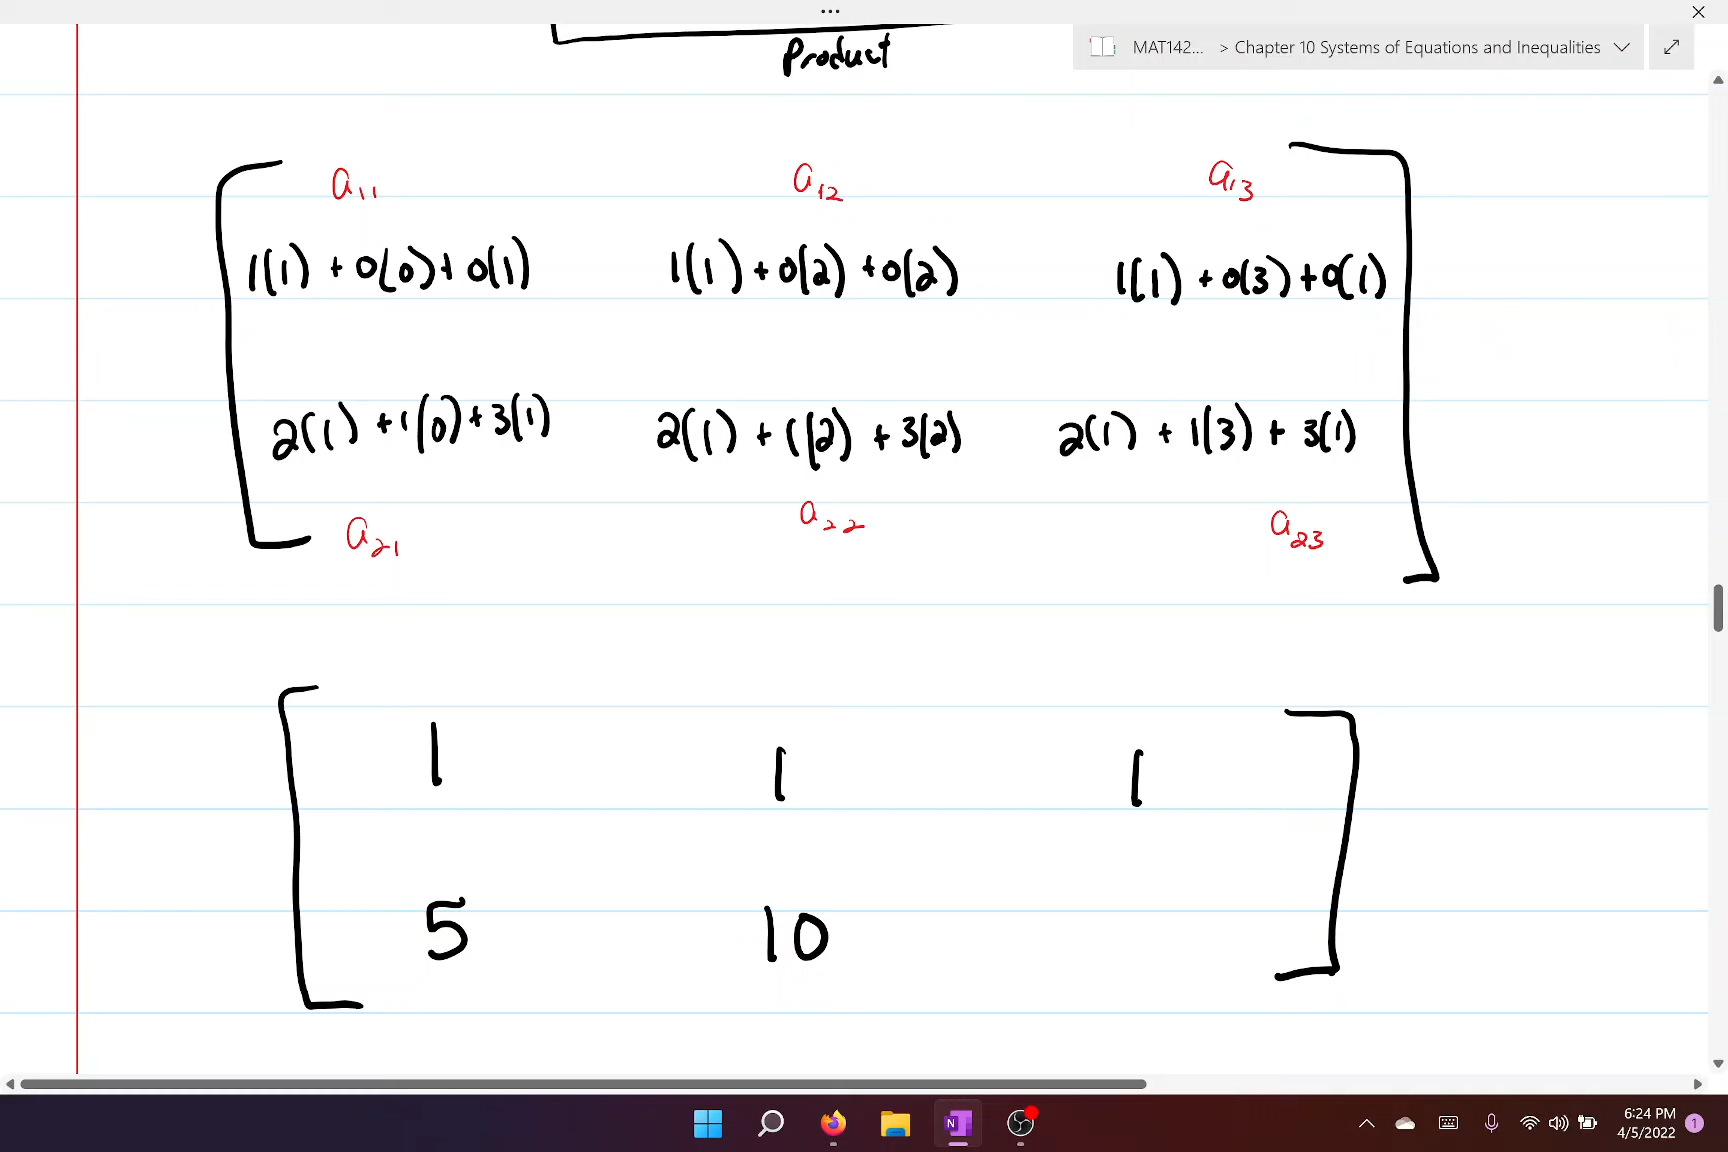 Product
MAT142... > Chapter 10 Systems of Equations and Inequalities
a11 a12 a13
1(1) + 0(0) + 0(1) 1(1) + 0(2) + 0(2) 1(1) + 0(3) + 0(1)
2(1) + 1(0) + 3(1) 2(1) + 1(2) + 3(2) 2(1) + 1(3) + 3(1)
a21 a22 a23
1 1 1
5 10
N
6:24 PM
4/5/2022
1